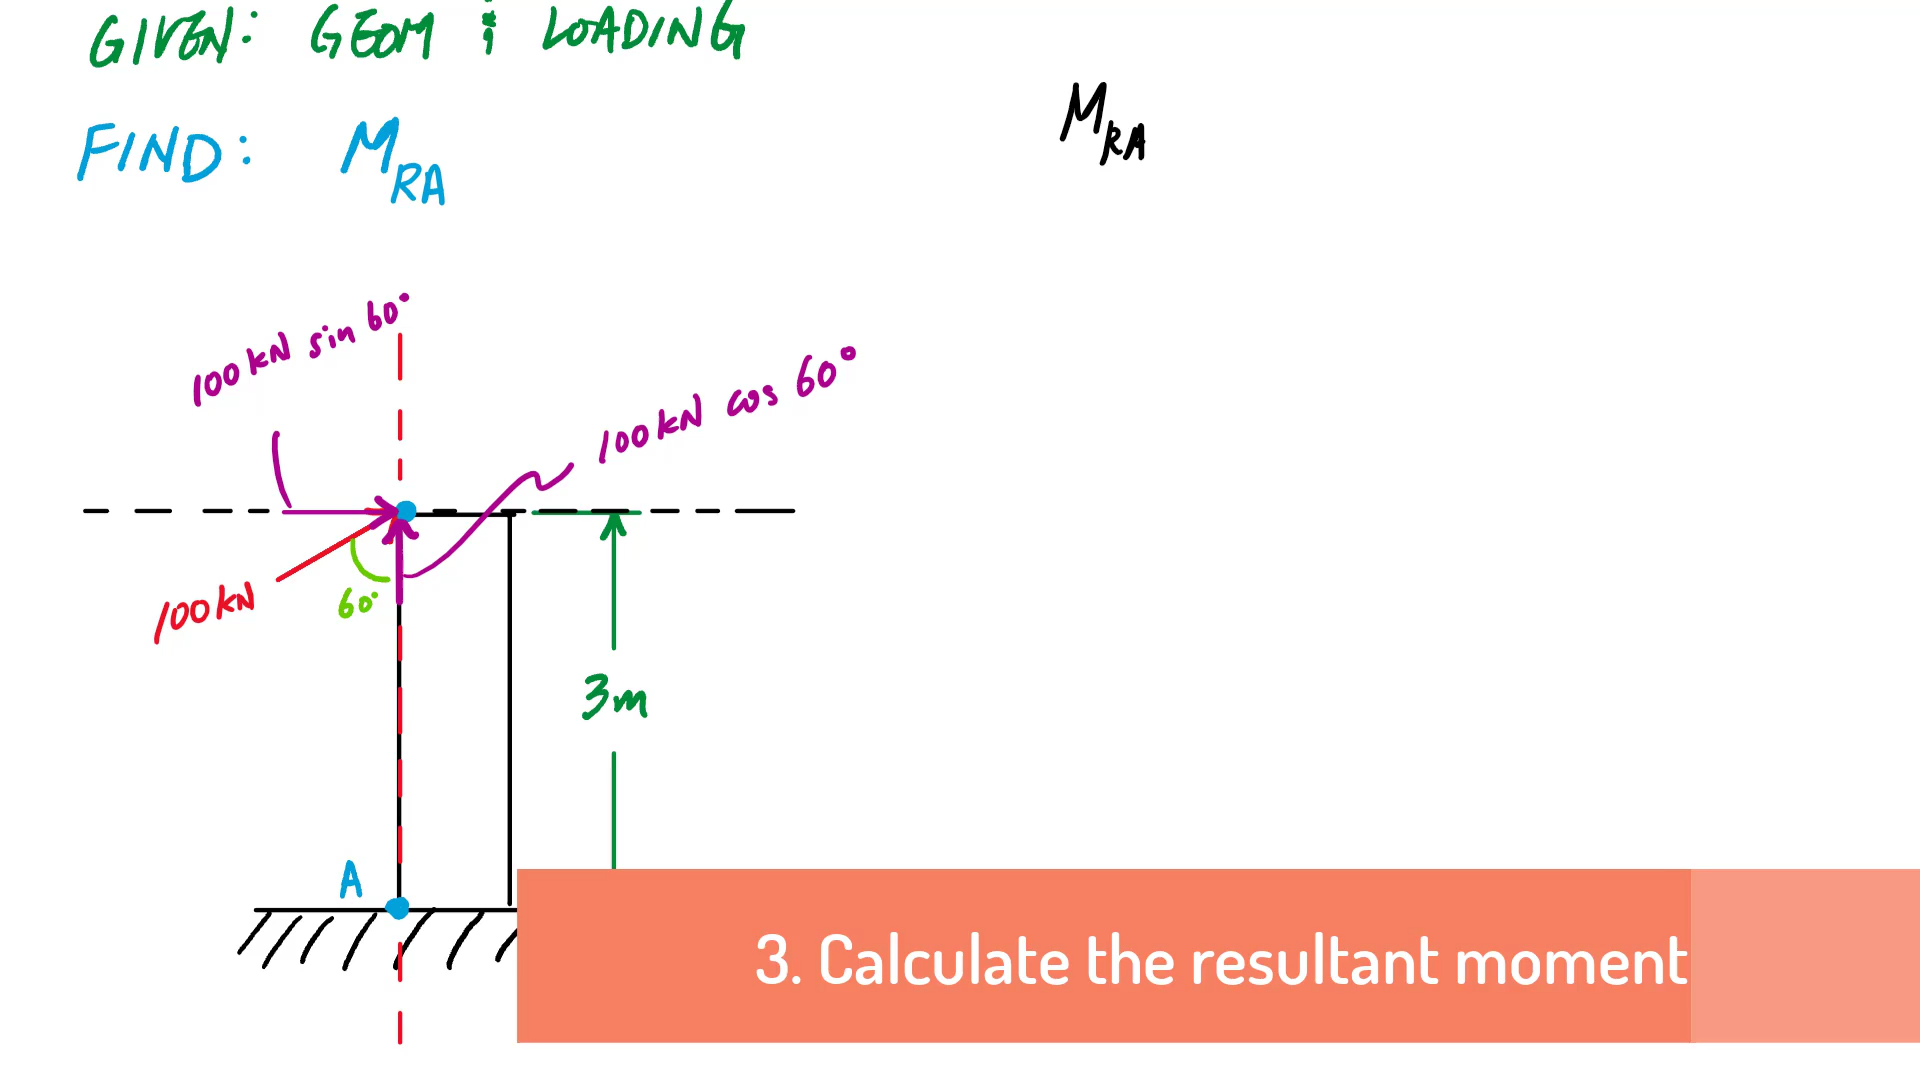 GIVEN: GEOM & LOADING
FIND: M_RA
M_RA
100 kN sin 60°
100 kN cos 60°
100 kN
60°
3m
A
3. Calculate the resultant moment